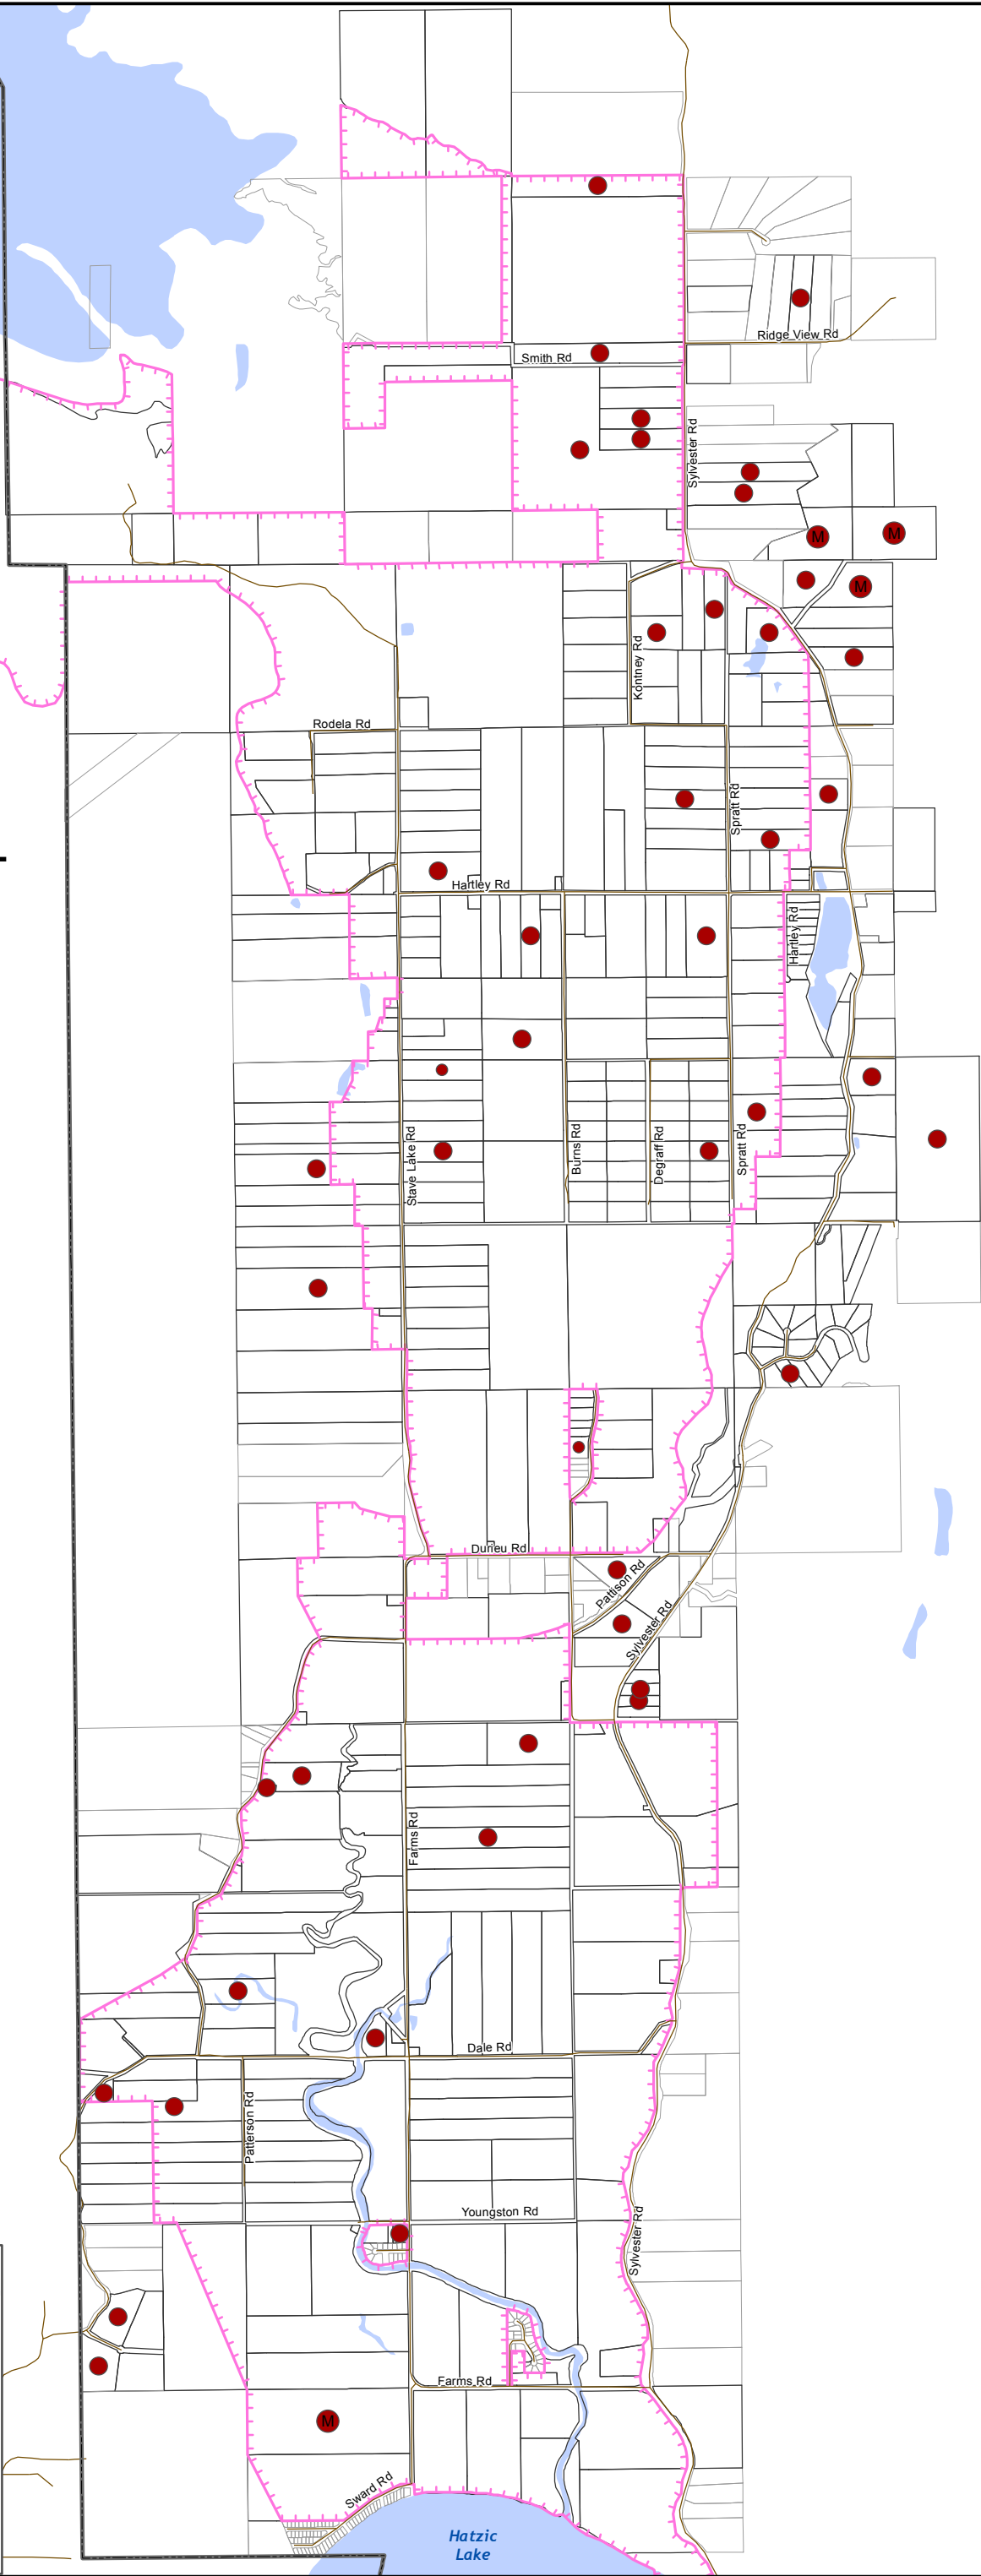 Ridge View Rd
Smith Rd
Sylvester Rd
M
M
M
Kontney Rd
Rodela Rd
Spratt Rd
Hartley Rd
Hartley Rd
Stave Lake Rd
Burns Rd
Degraff Rd
Spratt Rd
Durieu Rd
Pattison Rd
Sylvester Rd
Farms Rd
Dale Rd
Patterson Rd
Youngston Rd
Sylvester Rd
Farms Rd
M
Sward Rd
Hatzic
Lake